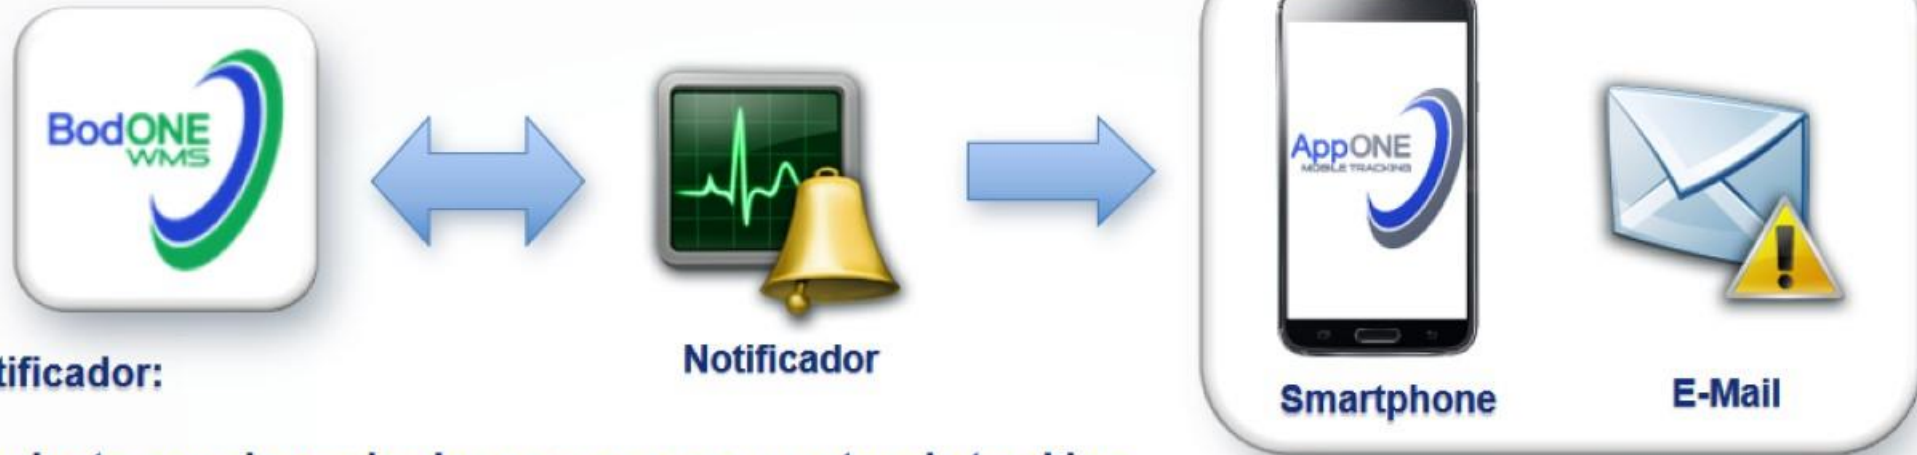 BodONE
WMS
AppONE
MOBILE TRACKING
Notificador
Smartphone
E-Mail
tificador: